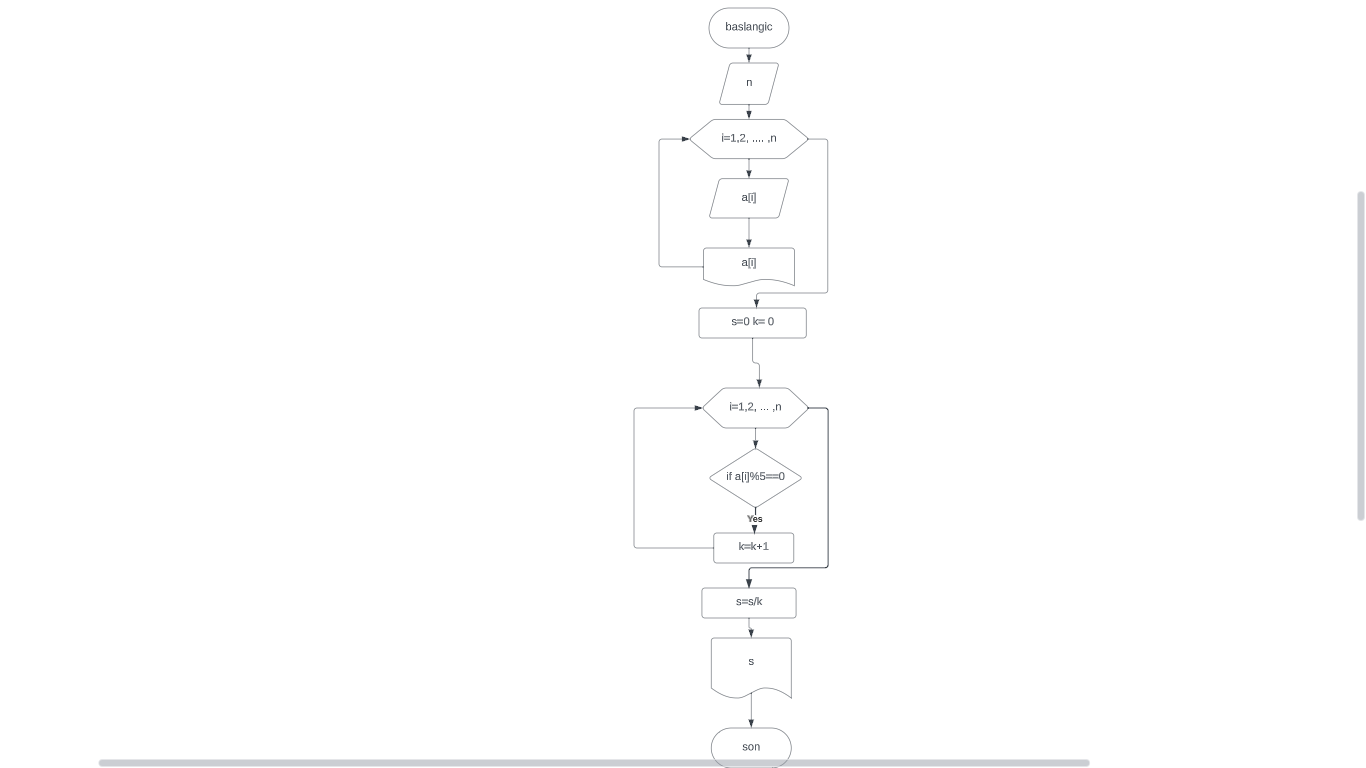 baslangic
n
i=1,2, .... ,n
a[i]
a[i]
s=0 k= 0
i=1,2, ... ,n
if a[i]%5==0
Yes
k=k+1
s=s/k
s
son